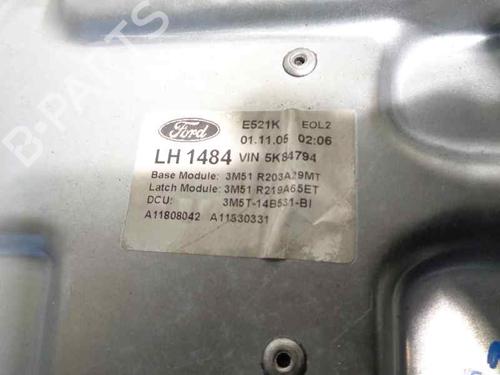 Ford E521K EOL2
01.11.05 02:06
LH 1484 VIN 5K84794
Base Module: 3M51 R203A29MT
Latch Module: 3M51 R219A65ET
DCU: 3M5T-14B531-BI
A11808042 A11830331
B-PARTS